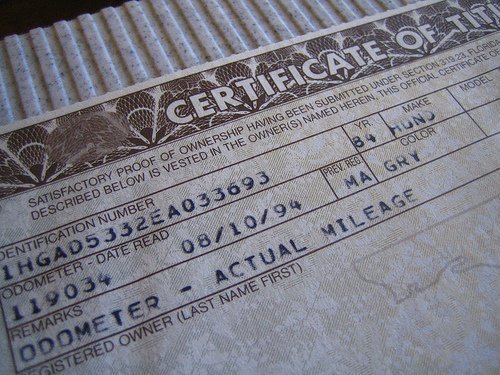 CERTIFICATE OF TIT
SATISFACTORY PROOF OF OWNERSHIP HAVING BEEN SUBMITTED UNDER SECTION 319.23, FLORI
DESCRIBED BELOW IS VESTED IN THE OWNER(S) NAMED HEREIN. THIS OFFICIAL CERTIFICATE O
IDENTIFICATION NUMBER YR. MAKE MODEL
1HGAD5332EA033693 84 HOND
ODOMETER - DATE READ PREV. REG. COLOR
119034 08/10/94 MA GRY
REMARKS
ODOMETER - ACTUAL MILEAGE
REGISTERED OWNER (LAST NAME FIRST)